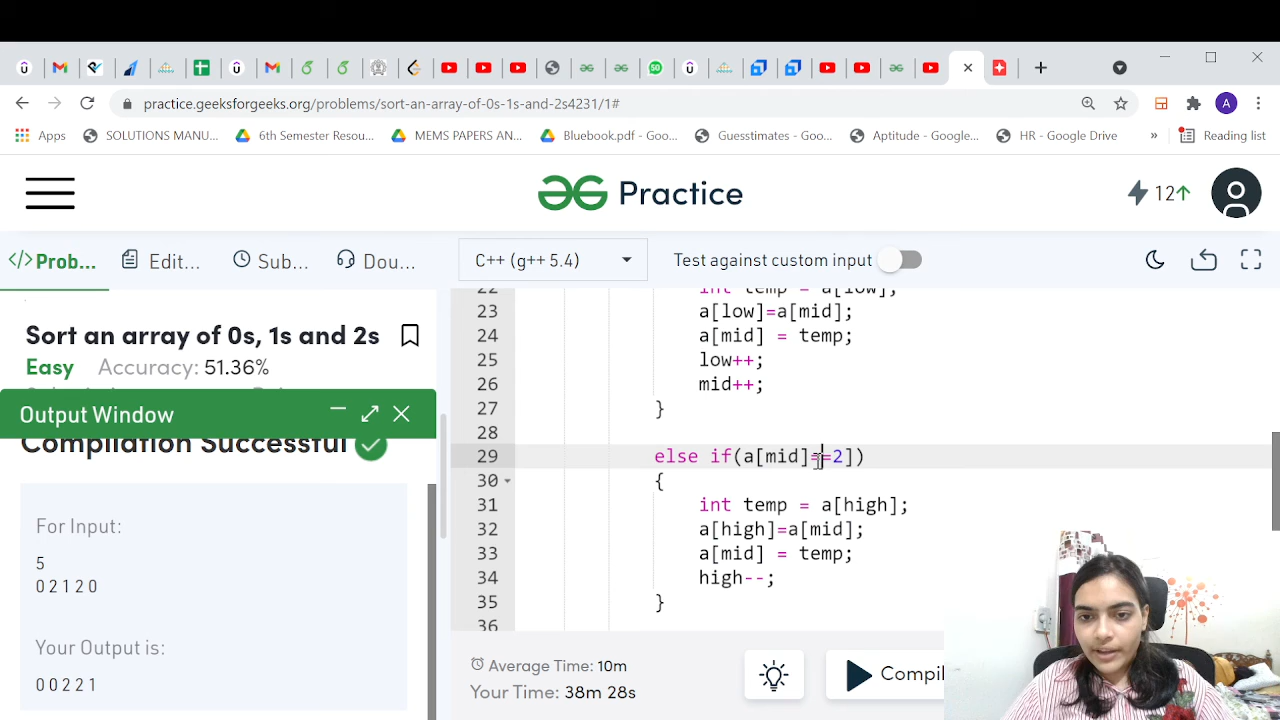 practice.geeksforgeeks.org/problems/sort-an-array-of-0s-1s-and-2s4231/1#
A
Apps
SOLUTIONS MANU...
6th Semester Resou...
MEMS PAPERS AN...
Bluebook.pdf - Goo...
Guesstimates - Goo...
Aptitude - Google...
HR - Google Drive
»
Reading list
Practice
12↑
</> Prob...
Edit...
Sub...
Dou...
C++ (g++ 5.4)
Test against custom input
Sort an array of 0s, 1s and 2s
Easy Accuracy: 51.36%
Output Window
Compilation Successful
For Input:
5
0 2 1 2 0
Your Output is:
0 0 2 2 1
22 int temp = a[low];
23 a[low]=a[mid];
24 a[mid] = temp;
25 low++;
26 mid++;
27 }
28
29 else if(a[mid]==2])
30 {
31 int temp = a[high];
32 a[high]=a[mid];
33 a[mid] = temp;
34 high--;
35 }
36
Average Time: 10m
Your Time: 38m 28s
Compil